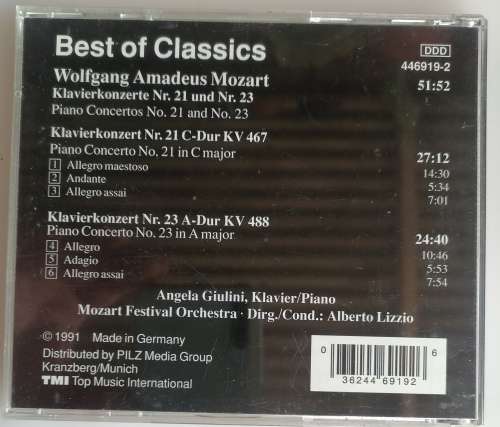 Best of Classics
DDD
446919-2
Wolfgang Amadeus Mozart 51:52
Klavierkonzerte Nr. 21 und Nr. 23
Piano Concertos No. 21 and No. 23
Klavierkonzert Nr. 21 C-Dur KV 467
Piano Concerto No. 21 in C major 27:12
1 Allegro maestoso 14:30
2 Andante 5:34
3 Allegro assai 7:01
Klavierkonzert Nr. 23 A-Dur KV 488
Piano Concerto No. 23 in A major 24:40
4 Allegro 10:46
5 Adagio 5:53
6 Allegro assai 7:54
Angela Giulini, Klavier/Piano
Mozart Festival Orchestra · Dirg./Cond.: Alberto Lizzio
© 1991 Made in Germany
Distributed by PILZ Media Group
Kranzberg/Munich
TMI Top Music International
0 36244 69192 6